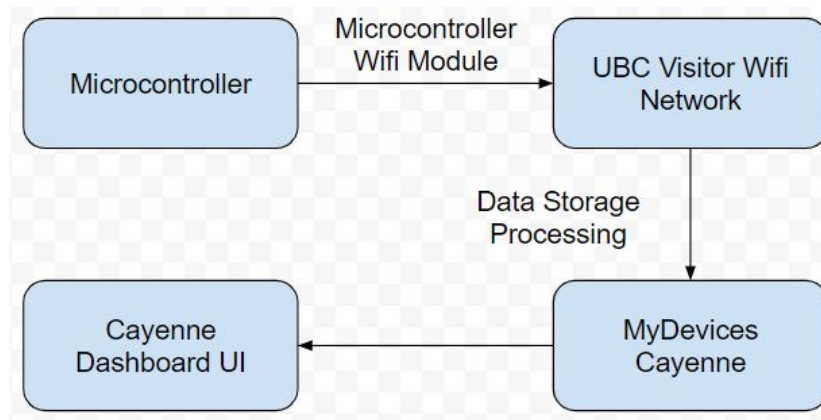 Microcontroller
Microcontroller
Wifi Module
UBC Visitor Wifi
Network
Data Storage
Processing
Cayenne
Dashboard UI
MyDevices
Cayenne